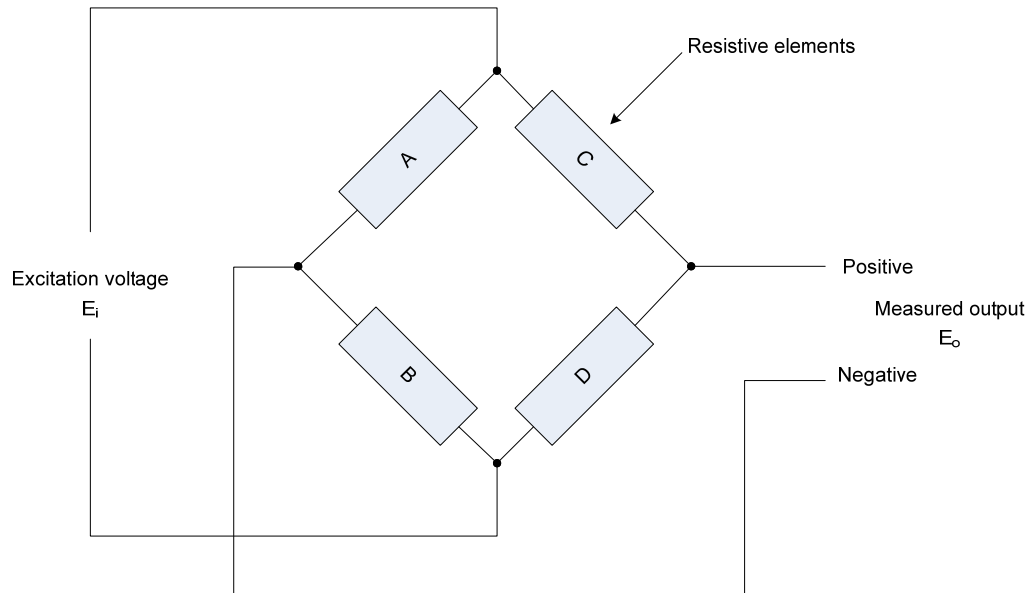 Resistive elements
A
C
Excitation voltage
Ei
Positive
Measured output
Eo
Negative
B
D